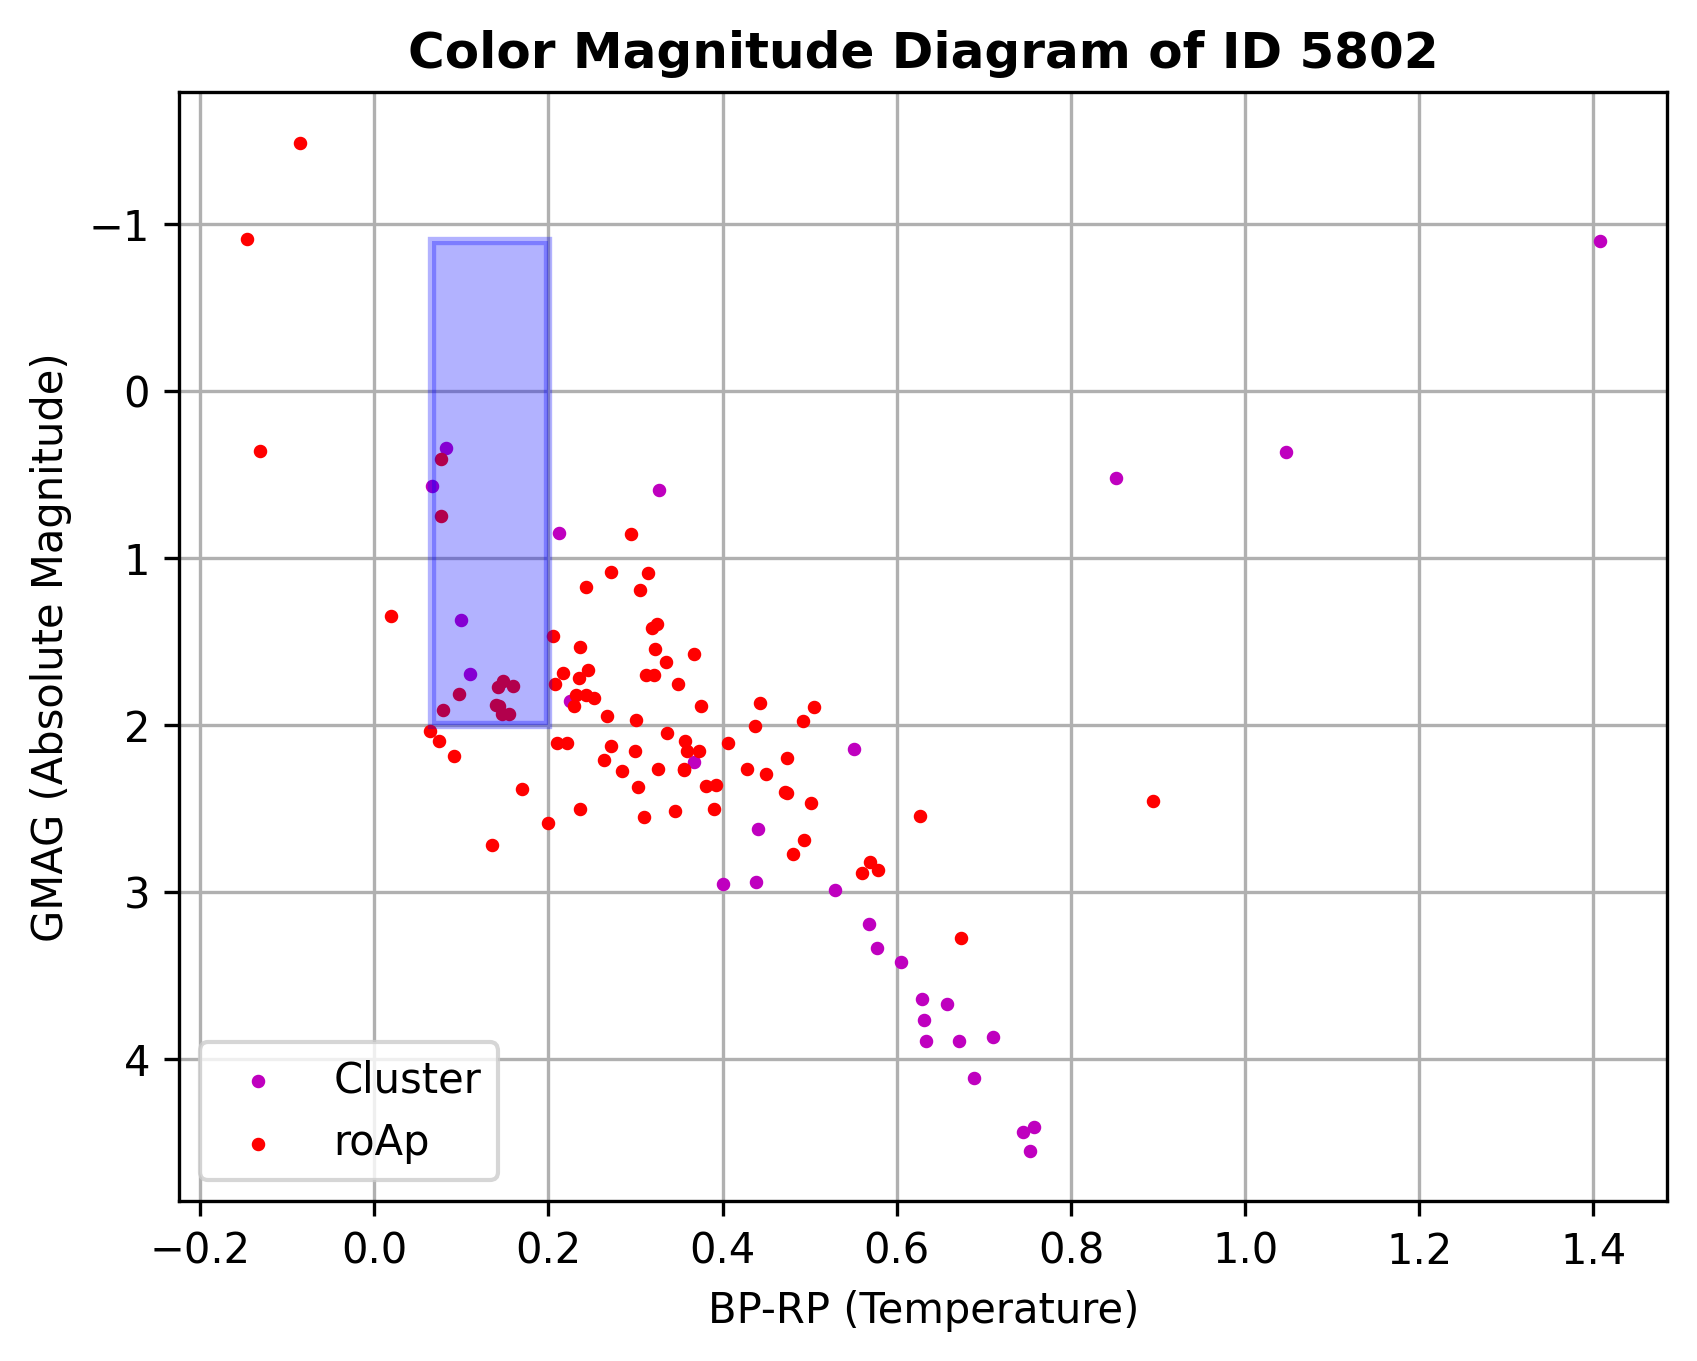 Color Magnitude Diagram of ID 5802
−1
0
1
2
3
4
GMAG (Absolute Magnitude)
Cluster
roAp
−0.2 0.0 0.2 0.4 0.6 0.8 1.0 1.2 1.4
BP-RP (Temperature)